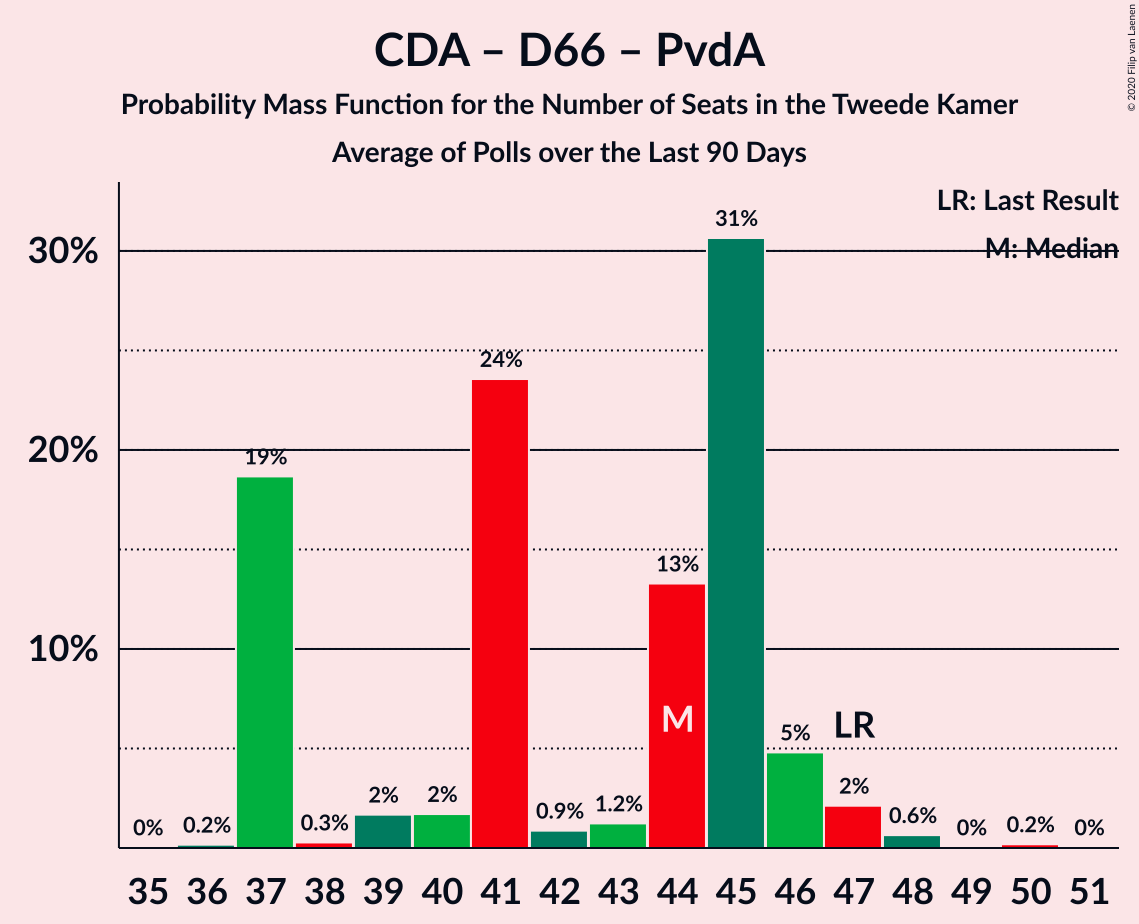 CDA – D66 – PvdA
Probability Mass Function for the Number of Seats in the Tweede Kamer
Average of Polls over the Last 90 Days
© 2020 Filip van Laenen
LR: Last Result
M: Median
30%
20%
10%
0%
0.2%
19%
0.3%
2%
2%
24%
0.9%
1.2%
13%
31%
5%
2%
0.6%
0%
0.2%
0%
M
LR
35 36 37 38 39 40 41 42 43 44 45 46 47 48 49 50 51